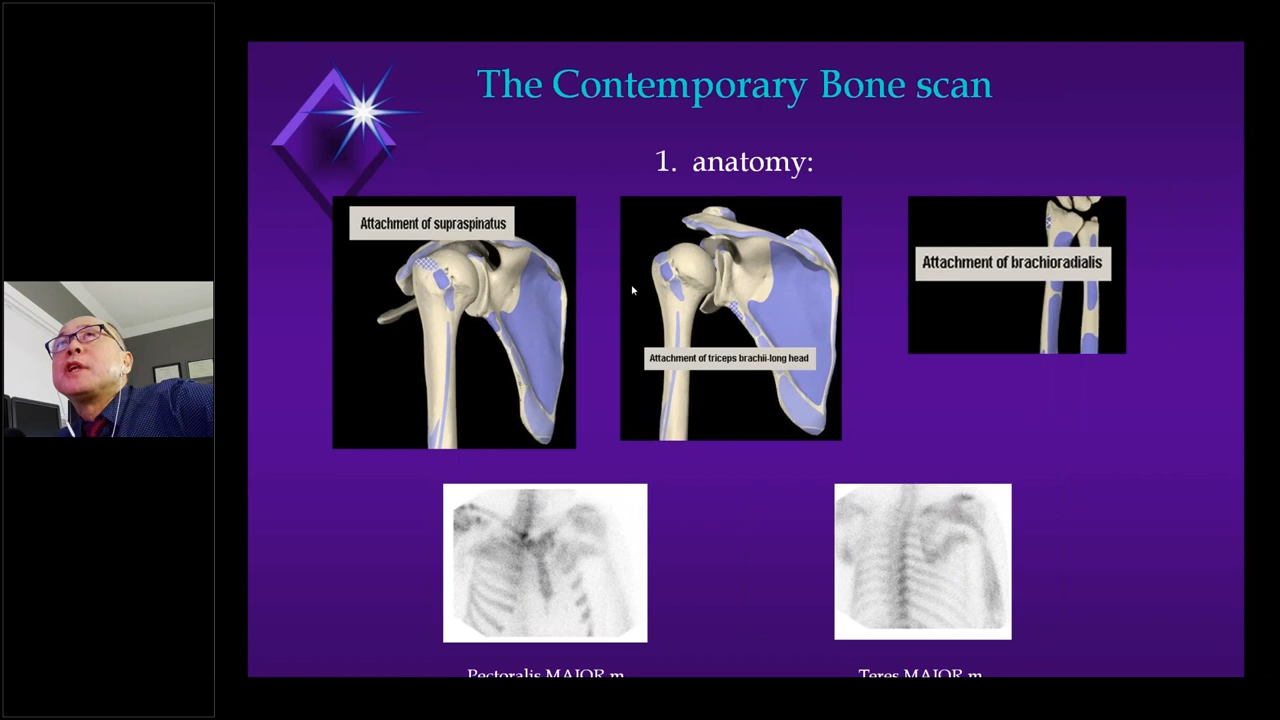 The Contemporary Bone scan
1. anatomy:
Attachment of supraspinatus
Attachment of triceps brachii-long head
Attachment of brachioradialis
Pectoralis MAJOR m
Teres MAJOR m